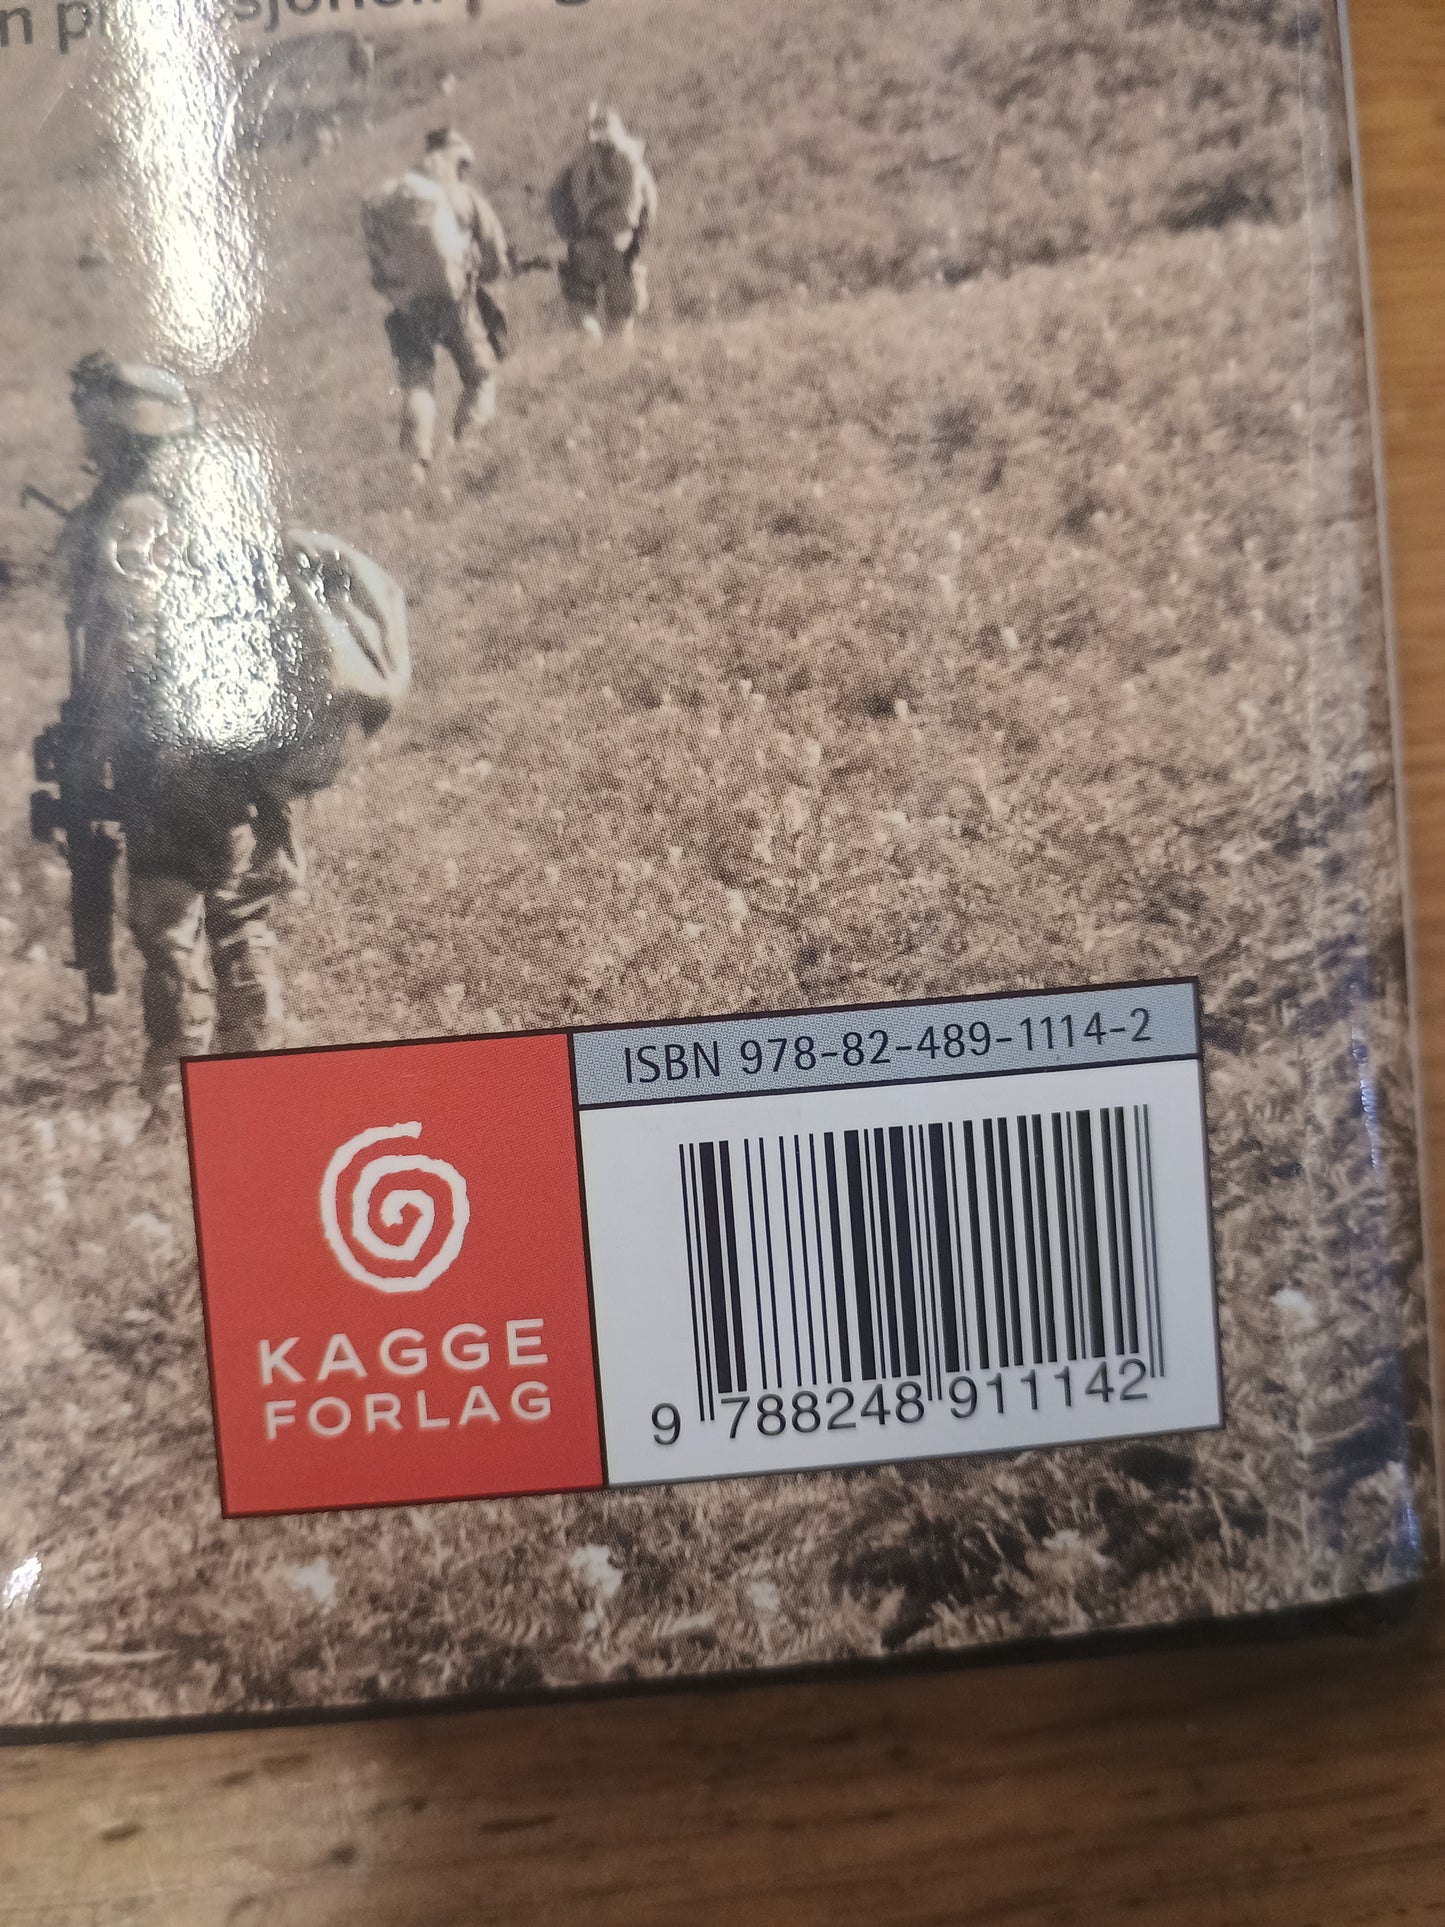 ISBN 978-82-489-1114-2
KAGGE
FORLAG
9 788248 911142